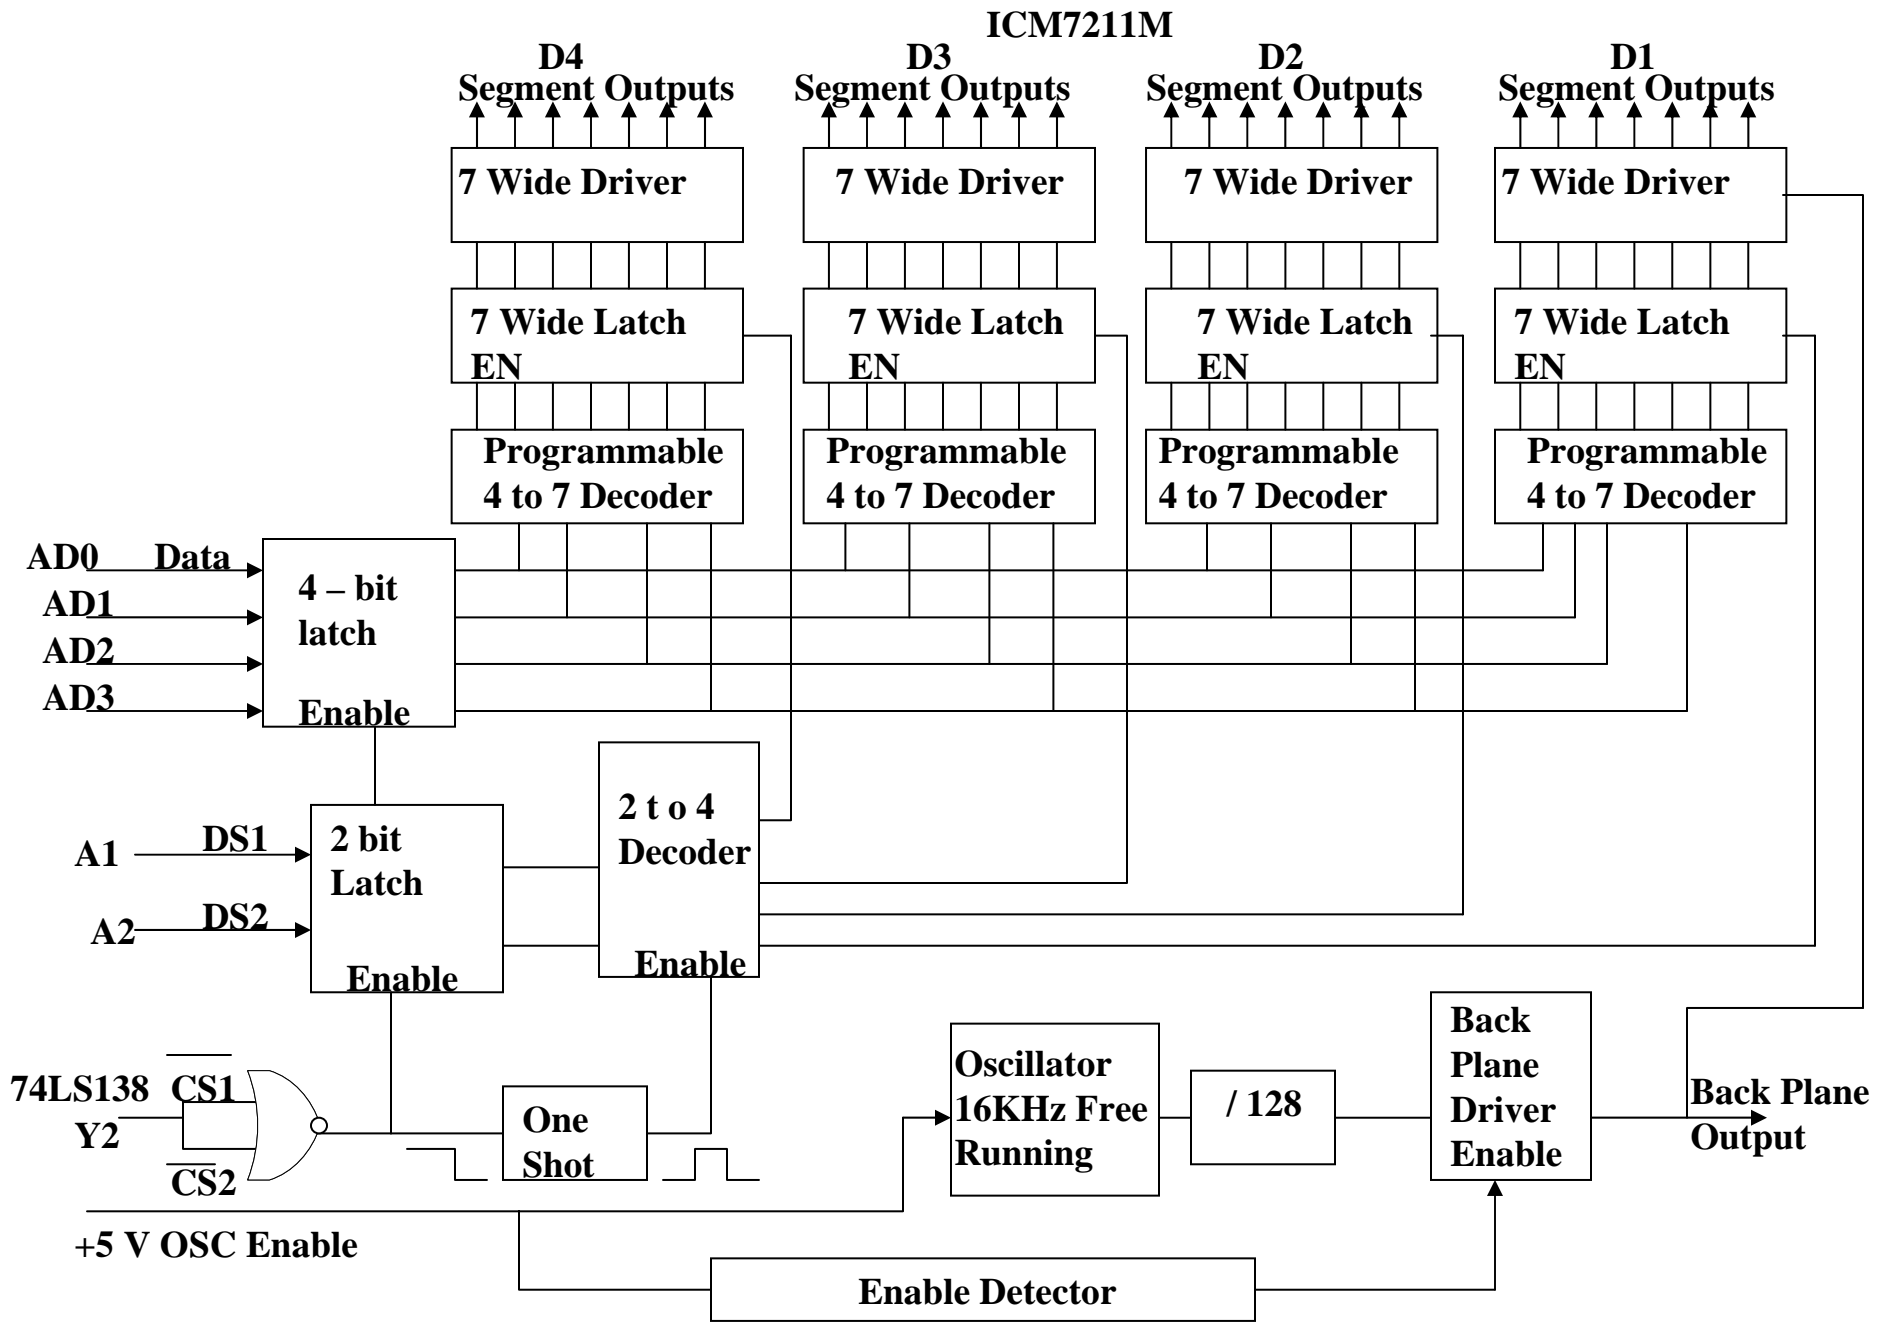 ICM7211M
D4
Segment Outputs
D3
Segment Outputs
D2
Segment Outputs
D1
Segment Outputs
7 Wide Driver
7 Wide Driver
7 Wide Driver
7 Wide Driver
7 Wide Latch
EN
7 Wide Latch
EN
7 Wide Latch
EN
7 Wide Latch
EN
Programmable
4 to 7 Decoder
Programmable
4 to 7 Decoder
Programmable
4 to 7 Decoder
Programmable
4 to 7 Decoder
AD0
Data
AD1
AD2
AD3
4 – bit
latch
Enable
A1
DS1
A2
DS2
2 bit
Latch
Enable
2 t o 4
Decoder
Enable
74LS138
Y2
CS1
CS2
One
Shot
Oscillator
16KHz Free
Running
/ 128
Back
Plane
Driver
Enable
Back Plane
Output
+5 V OSC Enable
Enable Detector